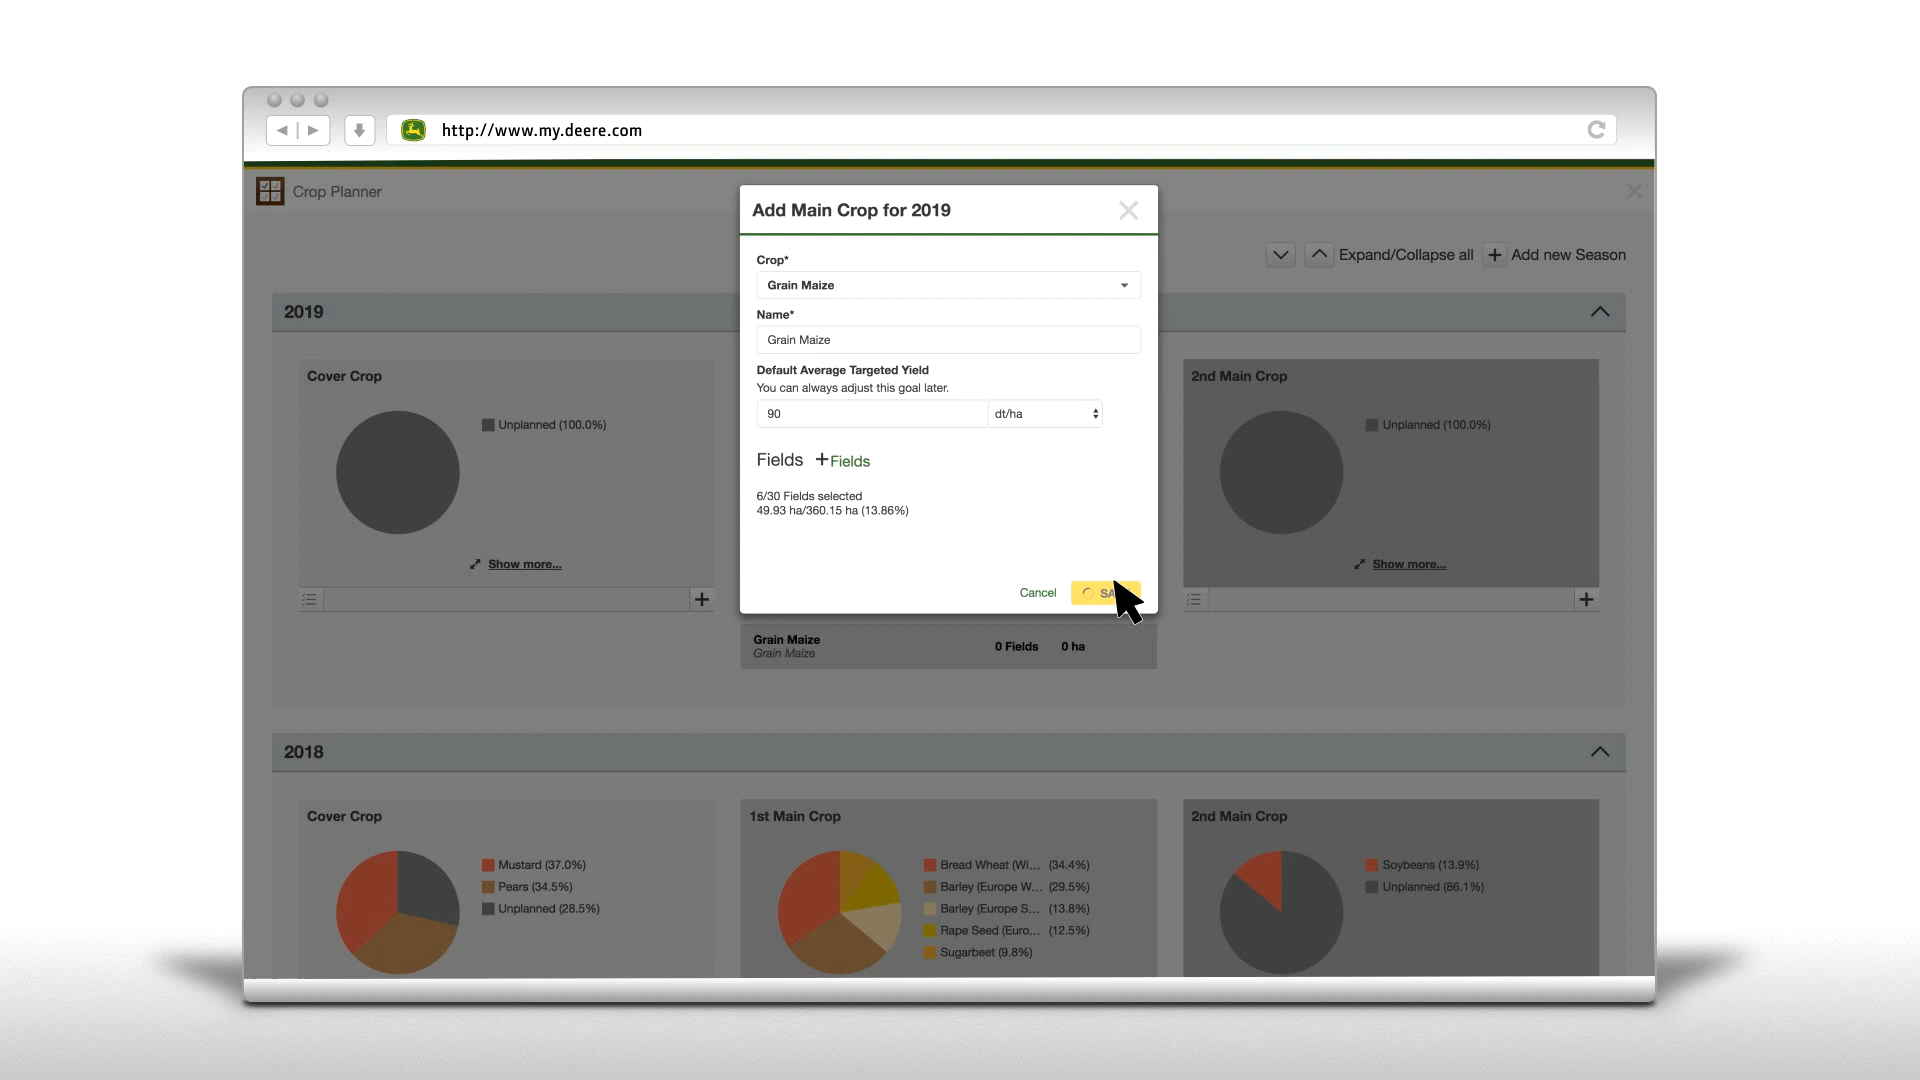 http://www.my.deere.com
Crop Planner
Add Main Crop for 2019
Expand/Collapse all
Add new Season
Crop*
Grain Maize
Name*
Grain Maize
Default Average Targeted Yield
You can always adjust this goal later.
90 dt/ha
Fields Fields
6/30 Fields selected
49.93 ha/360.15 ha (13.86%)
Cancel
2019
Cover Crop
Unplanned (100.0%)
Show more...
Grain Maize
Grain Maize
0 Fields 0 ha
2nd Main Crop
Unplanned (100.0%)
Show more...
2018
Cover Crop
Mustard (37.0%)
Pears (34.5%)
Unplanned (28.5%)
1st Main Crop
Bread Wheat (Wi... (34.4%)
Barley (Europe W... (29.5%)
Barley (Europe S... (13.8%)
Rape Seed (Euro... (12.5%)
Sugarbeet (9.8%)
2nd Main Crop
Soybeans (13.9%)
Unplanned (86.1%)